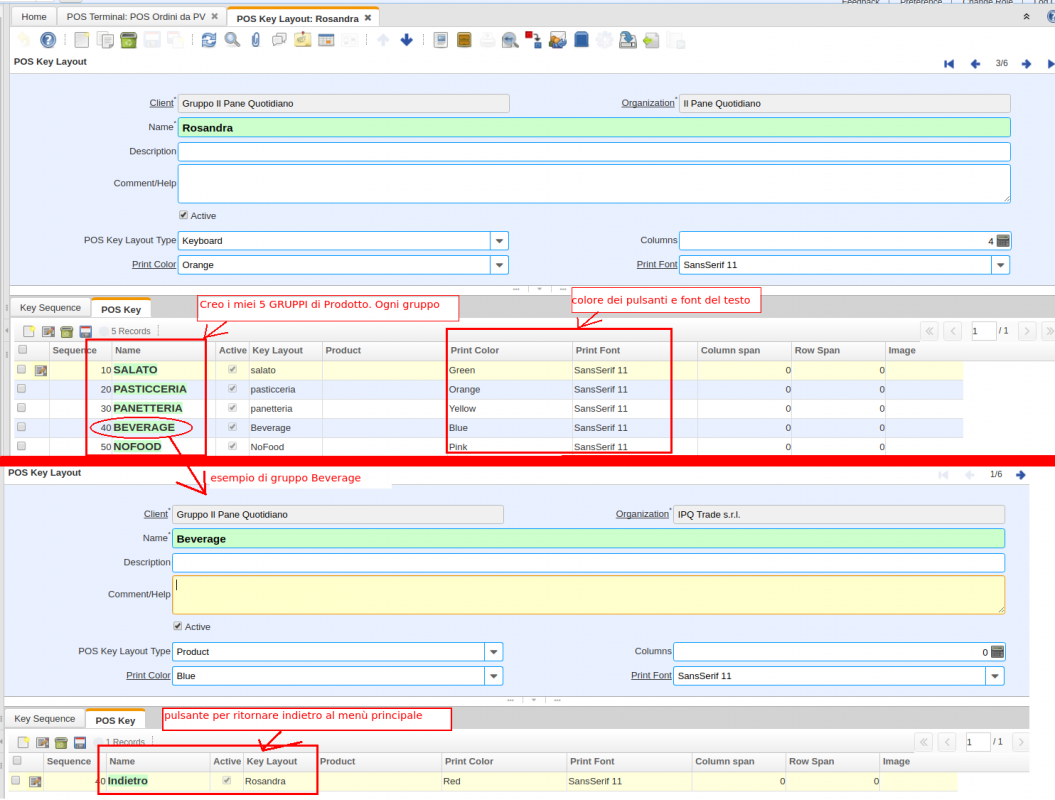 Feedback Preference Change Role Log
Home POS Terminal: POS Ordini da PV POS Key Layout: Rosandra
POS Key Layout 3/6
Client Gruppo Il Pane Quotidiano Organization Il Pane Quotidiano
Name Rosandra
Description
Comment/Help
Active
POS Key Layout Type Keyboard Columns 4
Print Color Orange Print Font SansSerif 11
Creo i miei 5 GRUPPI di Prodotto. Ogni gruppo
colore dei pulsanti e font del testo
Key Sequence POS Key
5 Records 1 / 1
Sequence Name Active Key Layout Product Print Color Print Font Column span Row Span Image
10 SALATO salato Green SansSerif 11 0 0
20 PASTICCERIA pasticceria Orange SansSerif 11 0 0
30 PANETTERIA panetteria Yellow SansSerif 11 0 0
40 BEVERAGE Beverage Blue SansSerif 11 0 0
50 NOFOOD NoFood Pink SansSerif 11 0 0
POS Key Layout 1/6
esempio di gruppo Beverage
Client Gruppo Il Pane Quotidiano Organization IPQ Trade s.r.l.
Name Beverage
Description
Comment/Help
Active
POS Key Layout Type Product Columns 0
Print Color Blue Print Font SansSerif 11
Key Sequence POS Key
pulsante per ritornare indietro al menù principale
1 Records 1 / 1
Sequence Name Active Key Layout Product Print Color Print Font Column span Row Span Image
40 Indietro Rosandra Red SansSerif 11 0 0